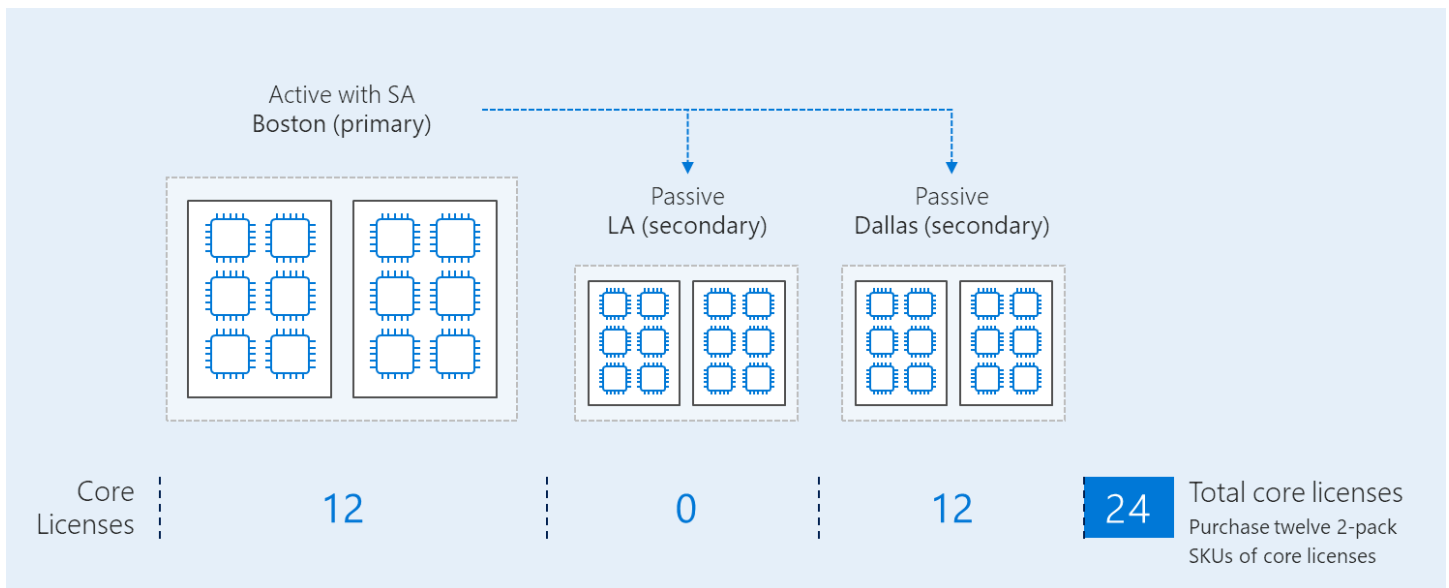 Active with SA
Boston (primary)
Passive
LA (secondary)
Passive
Dallas (secondary)
Core
Licenses
12
0
12
24
Total core licenses
Purchase twelve 2-pack
SKUs of core licenses